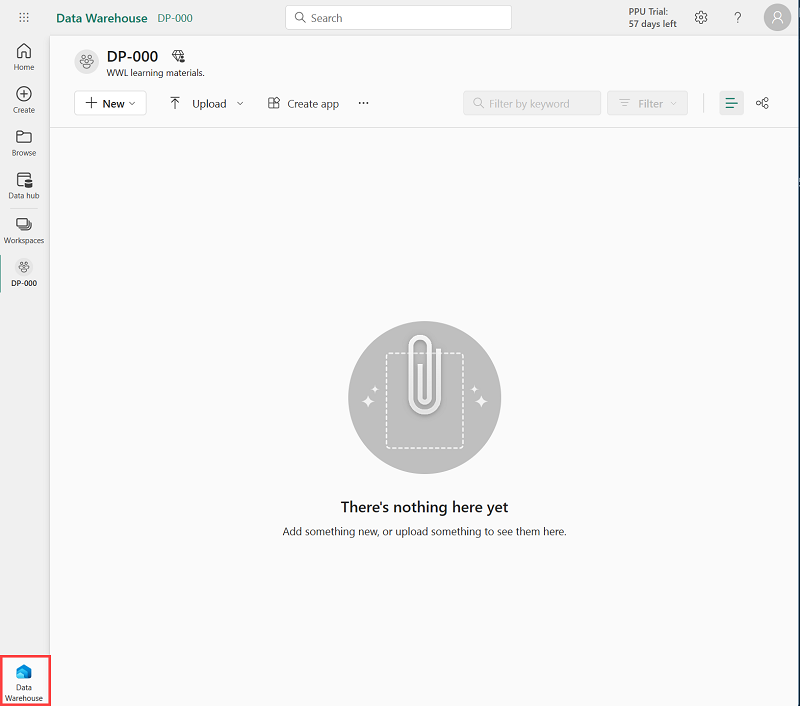 Data Warehouse DP-000
Search
PPU Trial:
57 days left
?
Home
Create
Browse
Data hub
Workspaces
DP-000
DP-000
WWL learning materials.
New
Upload
Create app
...
Filter by keyword
Filter
There's nothing here yet
Add something new, or upload something to see them here.
Data
Warehouse